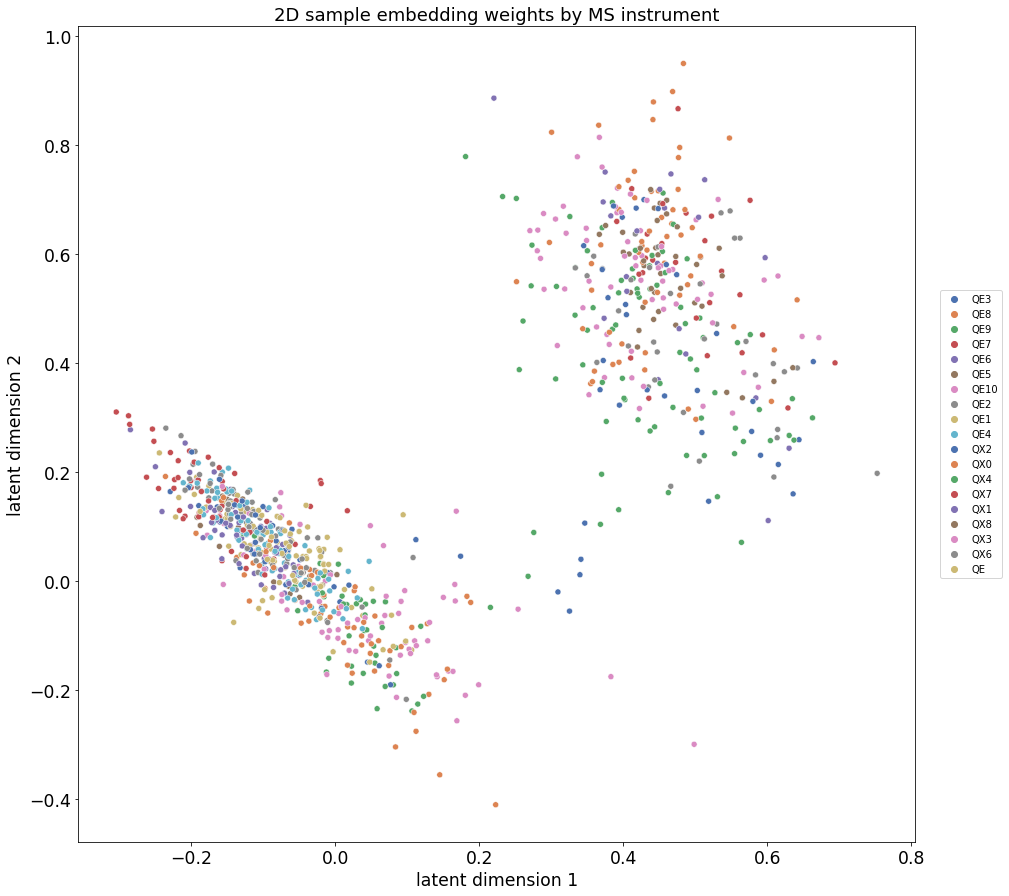 2D sample embedding weights by MS instrument
1.0
0.8
0.6
0.4
0.2
0.0
−0.2
−0.4
latent dimension 2
−0.2
0.0
0.2
0.4
0.6
0.8
latent dimension 1
QE3
QE8
QE9
QE7
QE6
QE5
QE10
QE2
QE1
QE4
QX2
QX0
QX4
QX7
QX1
QX8
QX3
QX6
QE